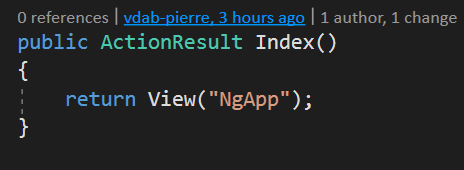 0 references | vdab-pierre, 3 hours ago | 1 author, 1 change
public ActionResult Index()
{
    return View("NgApp");
}